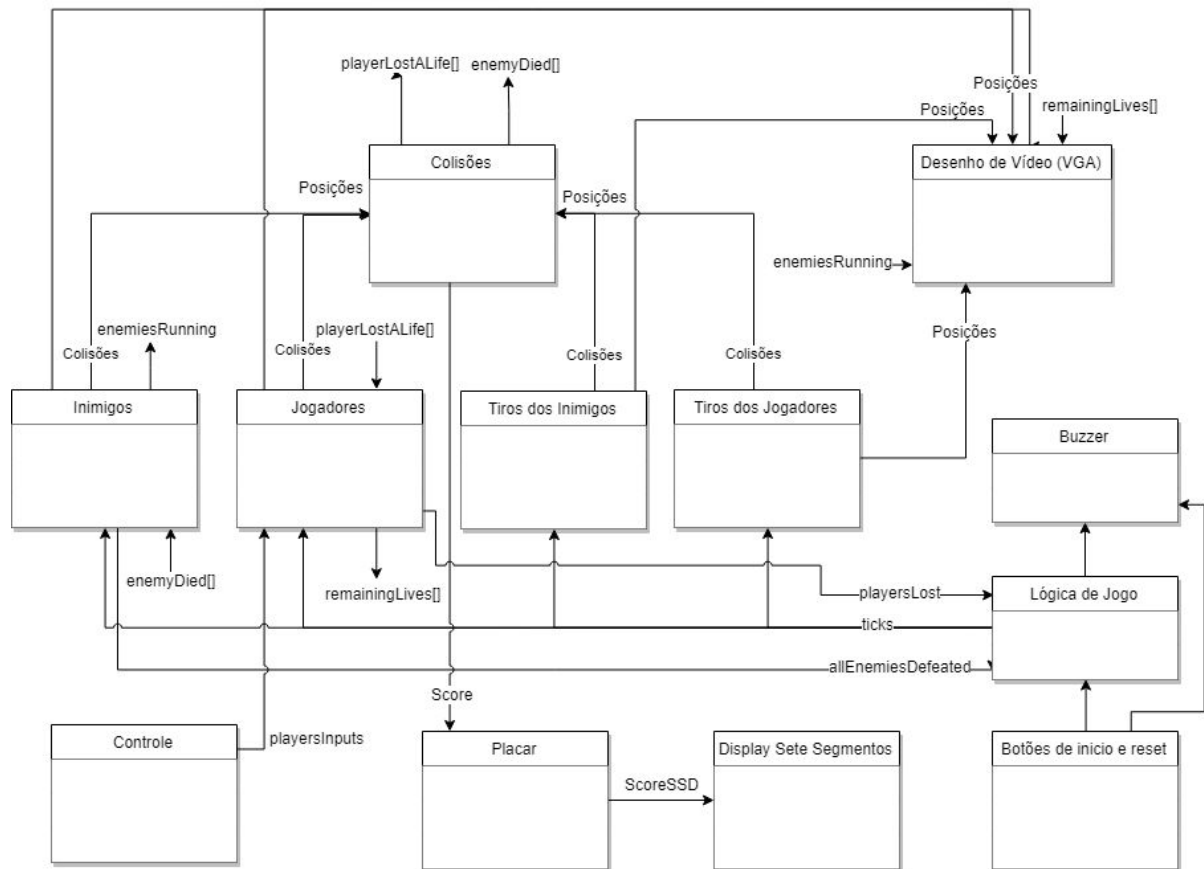 playerLostALife[]
enemyDied[]
Posições
Posições
remainingLives[]
Colisões
Desenho de Vídeo (VGA)
Posições
Posições
enemiesRunning
enemiesRunning
playerLostALife[]
Posições
Colisões
Colisões
Colisões
Colisões
Inimigos
Jogadores
Tiros dos Inimigos
Tiros dos Jogadores
Buzzer
enemyDied[]
remainingLives[]
playersLost
Lógica de Jogo
ticks
allEnemiesDefeated
Score
Controle
playersInputs
Placar
Display Sete Segmentos
Botões de inicio e reset
ScoreSSD